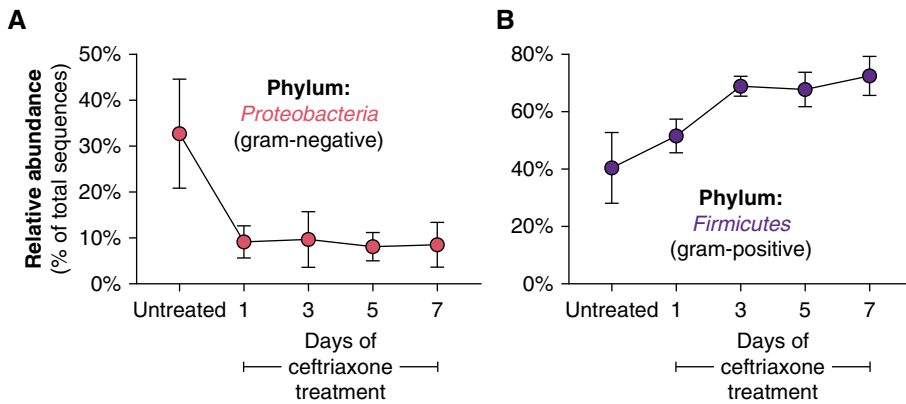 A
Relative abundance
(% of total sequences)
50%
40%
30%
20%
10%
0%
Phylum:
Proteobacteria
(gram-negative)
Untreated 1 3 5 7
Days of
ceftriaxone
treatment
B
80%
60%
40%
20%
0%
Phylum:
Firmicutes
(gram-positive)
Untreated 1 3 5 7
Days of
ceftriaxone
treatment